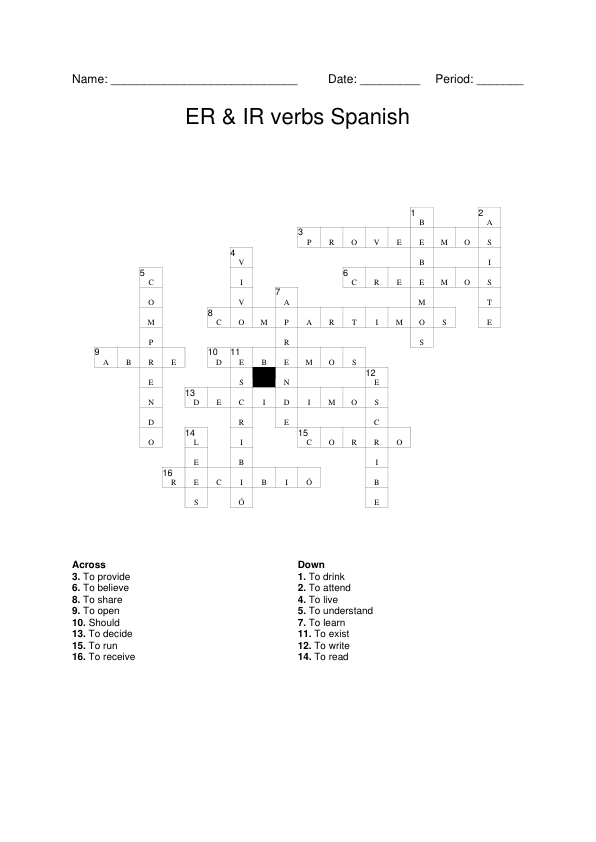 Name: ____________________________ Date: _________ Period: _______
ER & IR verbs Spanish
1 B 2 A
3 P R O V E E M O S
4 V B I
5 C I 6 C R E E M O S
O V 7 A M T
M 8 C O M P A R T I M O S E
P R S
9 A B R E 10 D 11 E B E M O S
E S N 12 E
N 13 D E C I D I M O S
D R E C
O 14 L I 15 C O R R O
E B I
16 R E C I B I Ó B
S Ó E
Across
3. To provide
6. To believe
8. To share
9. To open
10. Should
13. To decide
15. To run
16. To receive
Down
1. To drink
2. To attend
4. To live
5. To understand
7. To learn
11. To exist
12. To write
14. To read